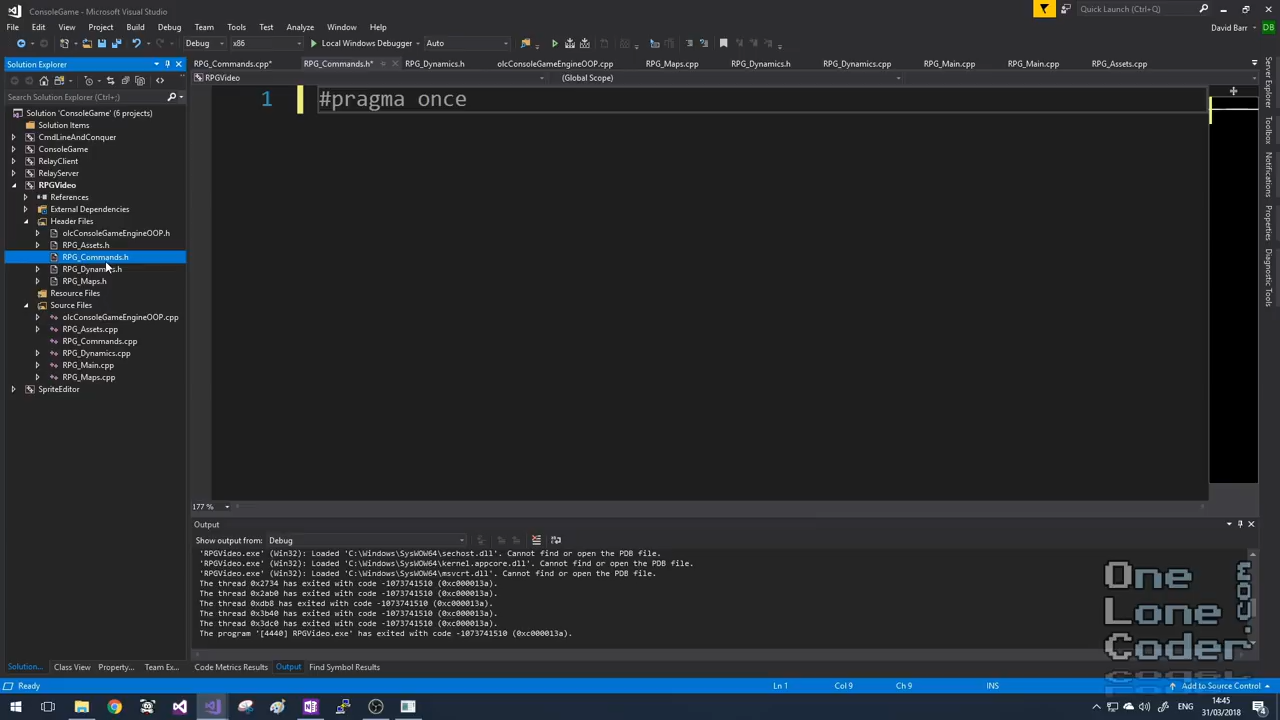 ConsoleGame - Microsoft Visual Studio
Quick Launch (Ctrl+Q)
File Edit View Project Build Debug Team Tools Test Analyze Window Help
David Barr DB
Debug x86 Local Windows Debugger Auto
Solution Explorer
RPG_Commands.cpp* RPG_Commands.h* RPG_Dynamics.h olcConsoleGameEngineOOP.cpp RPG_Maps.cpp RPG_Dynamics.h RPG_Dynamics.cpp RPG_Main.cpp RPG_Main.cpp RPG_Assets.cpp
RPGVideo (Global Scope)
Search Solution Explorer (Ctrl+;)
1 #pragma once
Solution 'ConsoleGame' (6 projects)
Solution Items
CmdLineAndConquer
ConsoleGame
RelayClient
RelayServer
RPGVideo
References
External Dependencies
Header Files
olcConsoleGameEngineOOP.h
RPG_Assets.h
RPG_Commands.h
RPG_Dynamics.h
RPG_Maps.h
Resource Files
Source Files
olcConsoleGameEngineOOP.cpp
RPG_Assets.cpp
RPG_Commands.cpp
RPG_Dynamics.cpp
RPG_Main.cpp
RPG_Maps.cpp
SpriteEditor
Server Explorer
Toolbox
Notifications
Properties
Diagnostic Tools
177 %
Output
Show output from: Debug
'RPGVideo.exe' (Win32): Loaded 'C:\Windows\SysWOW64\sechost.dll'. Cannot find or open the PDB file.
'RPGVideo.exe' (Win32): Loaded 'C:\Windows\SysWOW64\kernel.appcore.dll'. Cannot find or open the PDB file.
'RPGVideo.exe' (Win32): Loaded 'C:\Windows\SysWOW64\msvcrt.dll'. Cannot find or open the PDB file.
The thread 0x2734 has exited with code -1073741510 (0xc000013a).
The thread 0x2ab0 has exited with code -1073741510 (0xc000013a).
The thread 0xdb8 has exited with code -1073741510 (0xc000013a).
The thread 0x3b40 has exited with code -1073741510 (0xc000013a).
The thread 0x3dc0 has exited with code -1073741510 (0xc000013a).
The program '[4440] RPGVideo.exe' has exited with code -1073741510 (0xc000013a).
One
Lone
Coder
.com
Solution... Class View Property... Team Ex... Code Metrics Results Output Find Symbol Results
Ready Ln 1 Col 9 Ch 9 INS Add to Source Control
ENG 14:45
31/03/2018
4